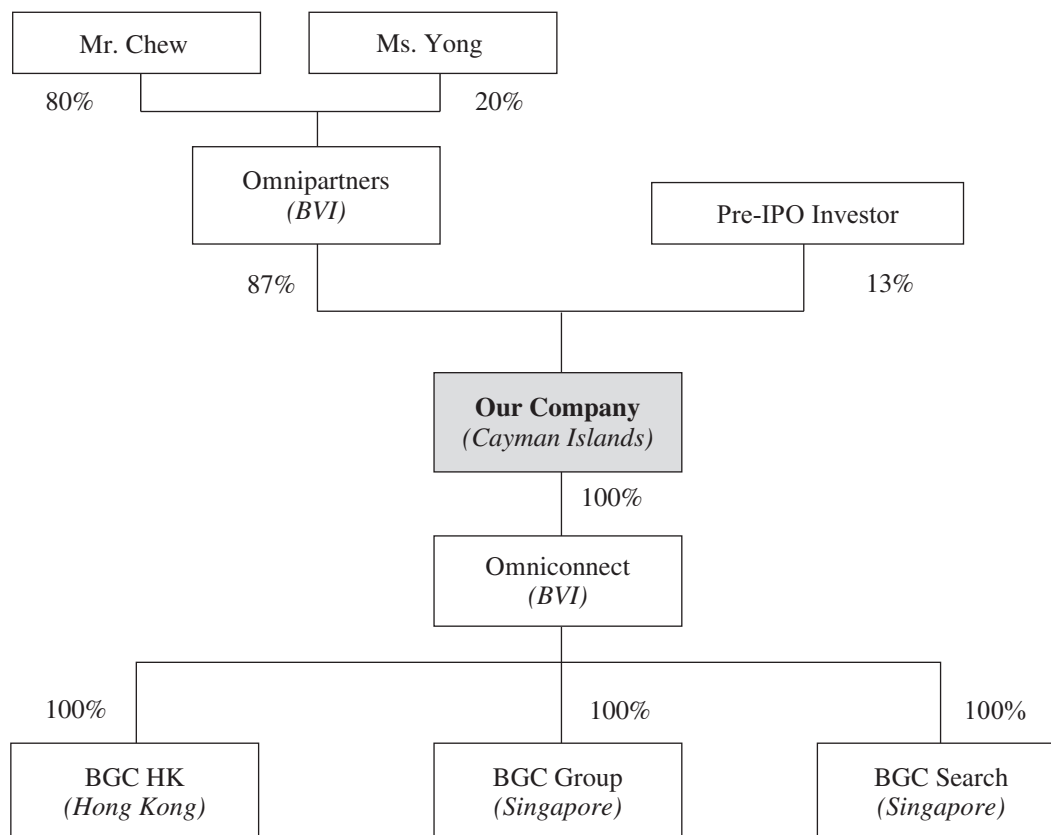 Mr. Chew
Ms. Yong
80%
20%
Omnipartners
(BVI)
Pre-IPO Investor
87%
13%
Our Company
(Cayman Islands)
100%
Omniconnect
(BVI)
100%
100%
100%
BGC HK
(Hong Kong)
BGC Group
(Singapore)
BGC Search
(Singapore)